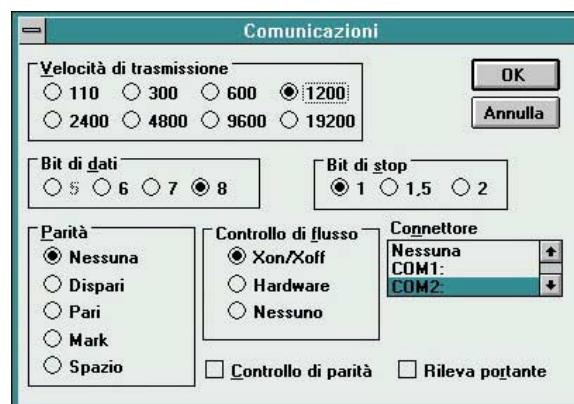 Comunicazioni
Velocità di trasmissione
110 300 600 1200
2400 4800 9600 19200
OK
Annulla
Bit di dati
5 6 7 8
Bit di stop
1 1,5 2
Parità
Nessuna
Dispari
Pari
Mark
Spazio
Controllo di flusso
Xon/Xoff
Hardware
Nessuno
Connettore
Nessuna
COM1:
COM2:
Controllo di parità
Rileva portante